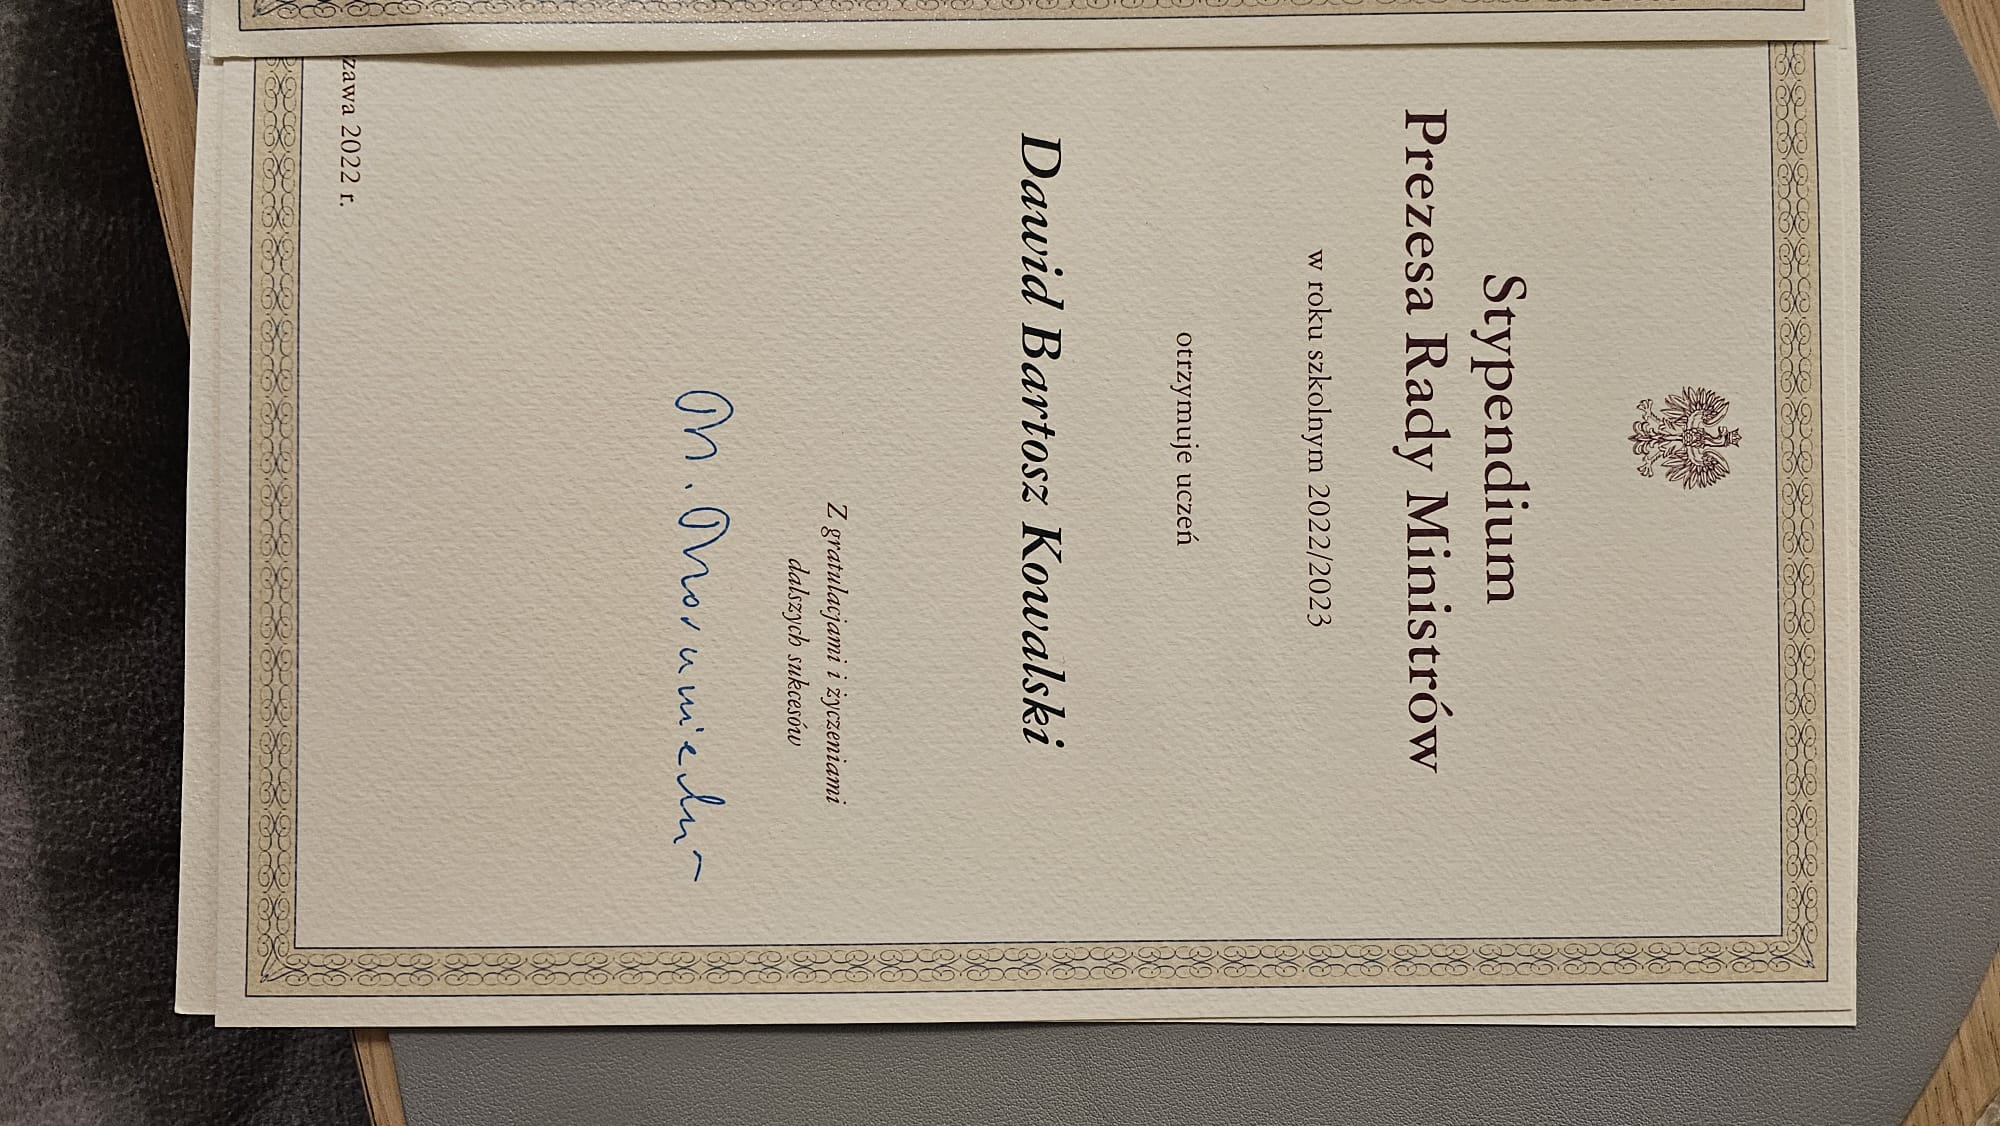 Stypendium
Prezesa Rady Ministrów
w roku szkolnym 2022/2023
otrzymuje uczeń
Dawid Bartosz Kowalski
Z gratulacjami i życzeniami
dalszych sukcesów
M. Morawiecki
zawa 2022 r.